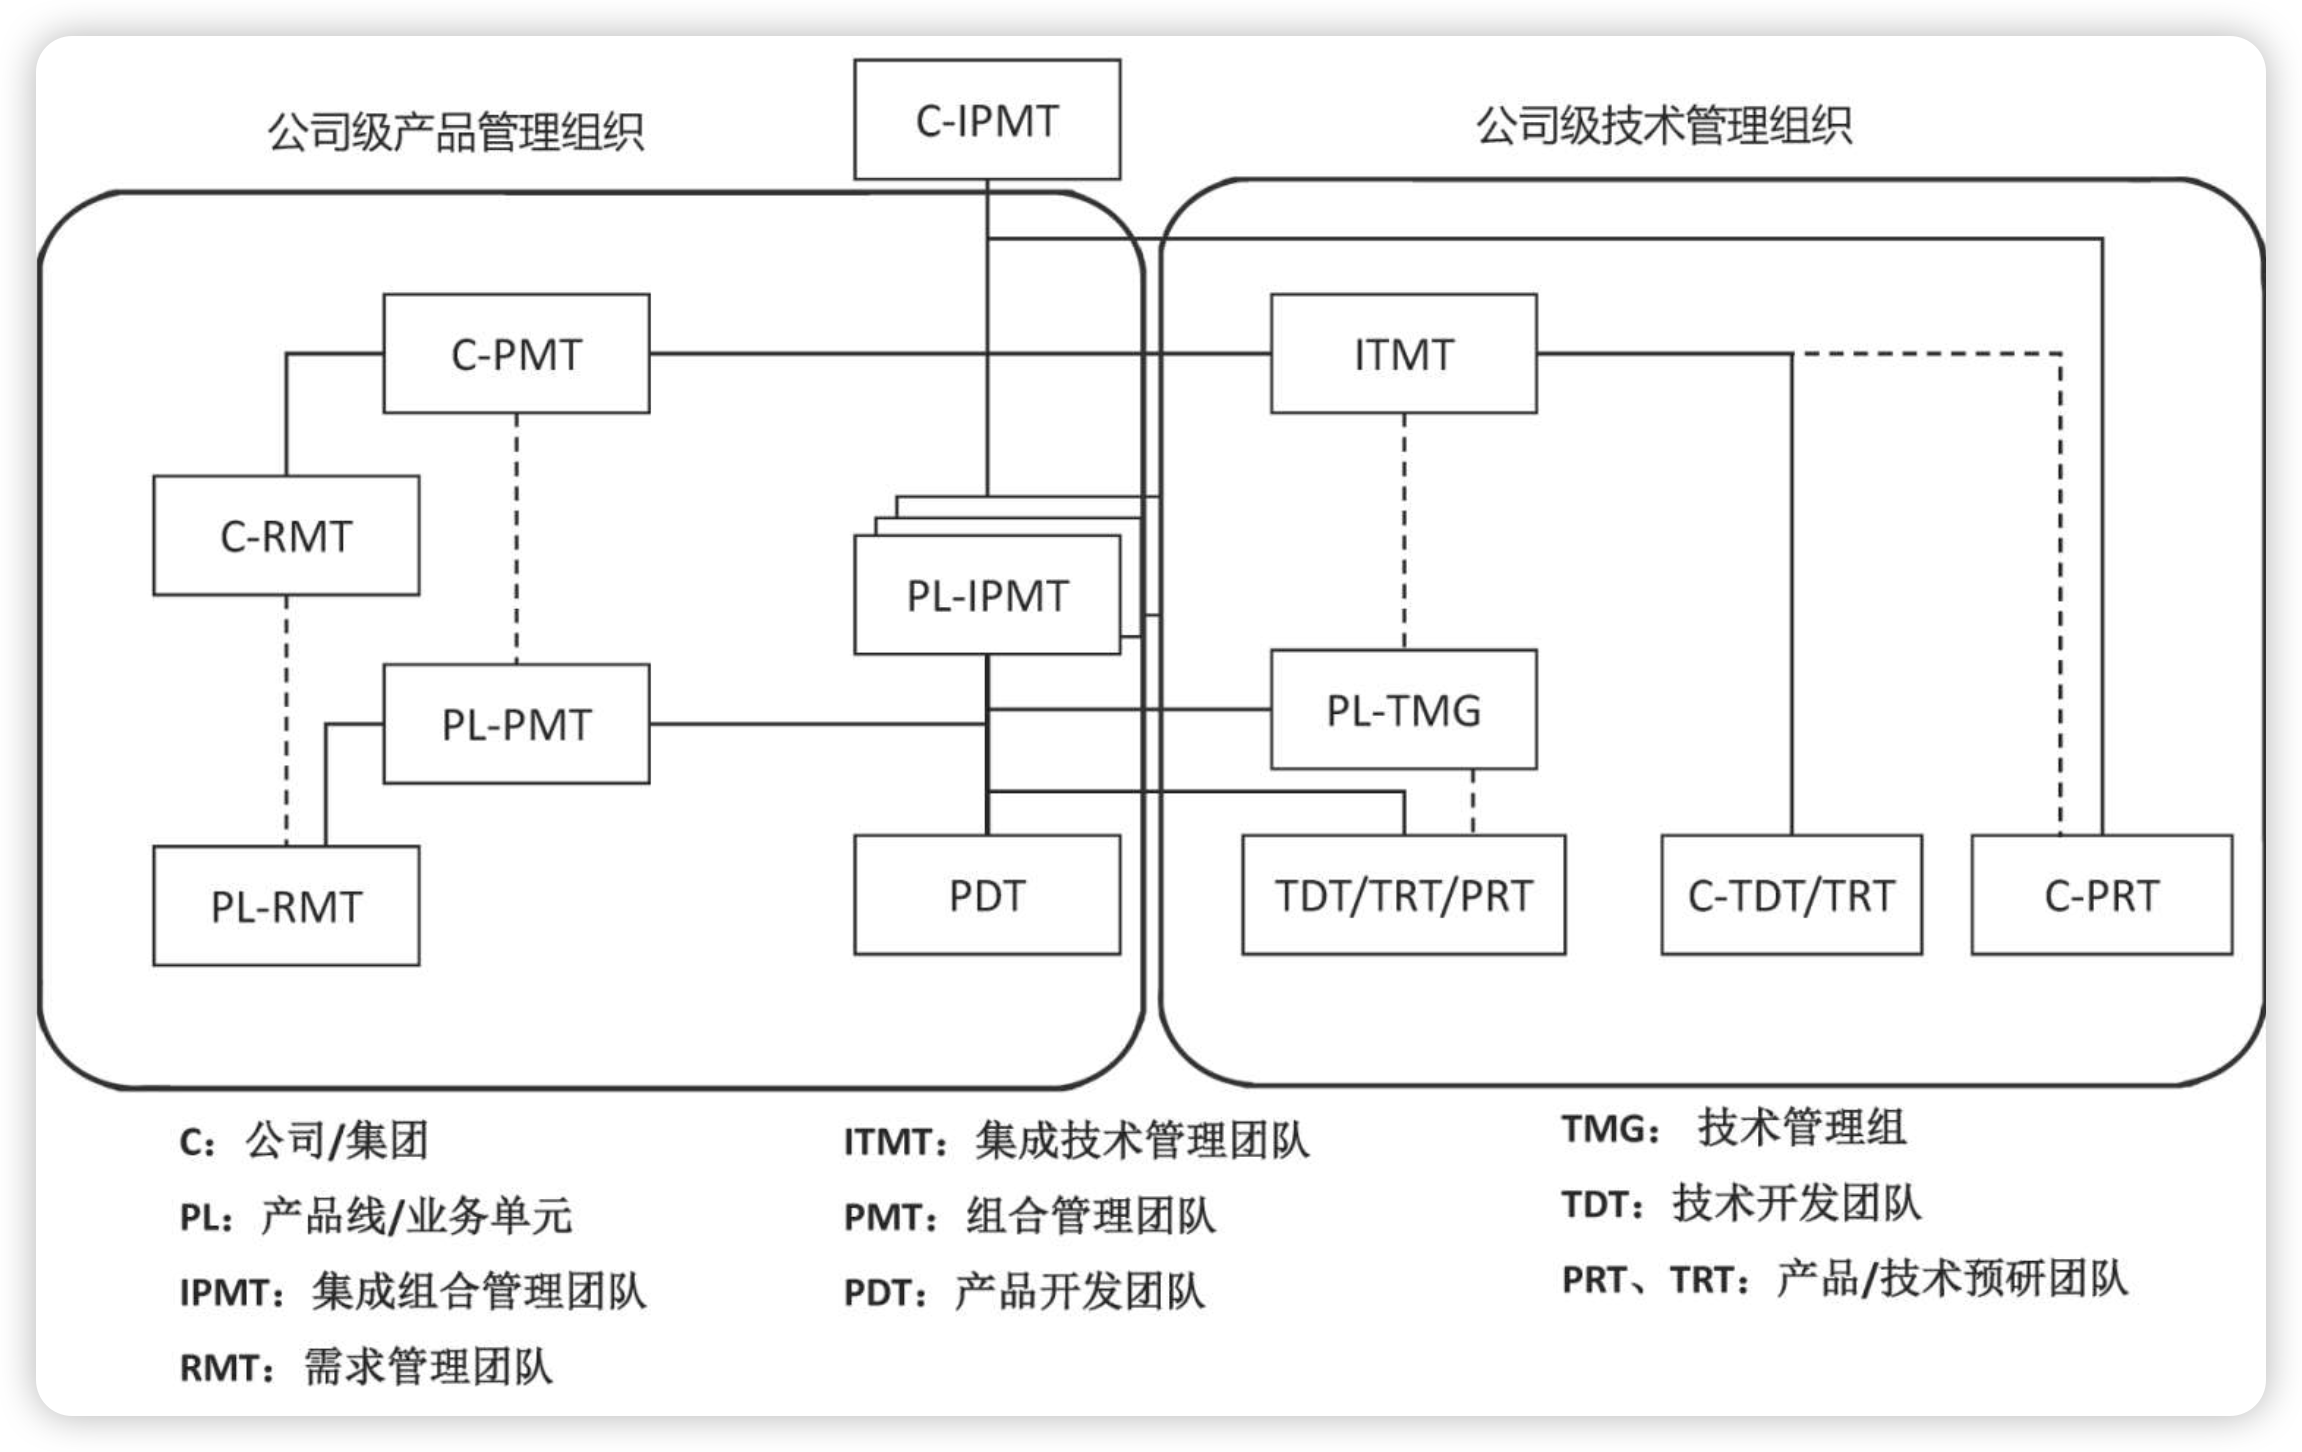 C-IPMT
公司级产品管理组织
公司级技术管理组织
C-PMT
ITMT
C-RMT
PL-IPMT
PL-PMT
PL-TMG
PL-RMT
PDT
TDT/TRT/PRT
C-TDT/TRT
C-PRT
C：公司/集团
PL：产品线/业务单元
IPMT：集成组合管理团队
RMT：需求管理团队
ITMT：集成技术管理团队
PMT：组合管理团队
PDT：产品开发团队
TMG： 技术管理组
TDT：技术开发团队
PRT、TRT：产品/技术预研团队